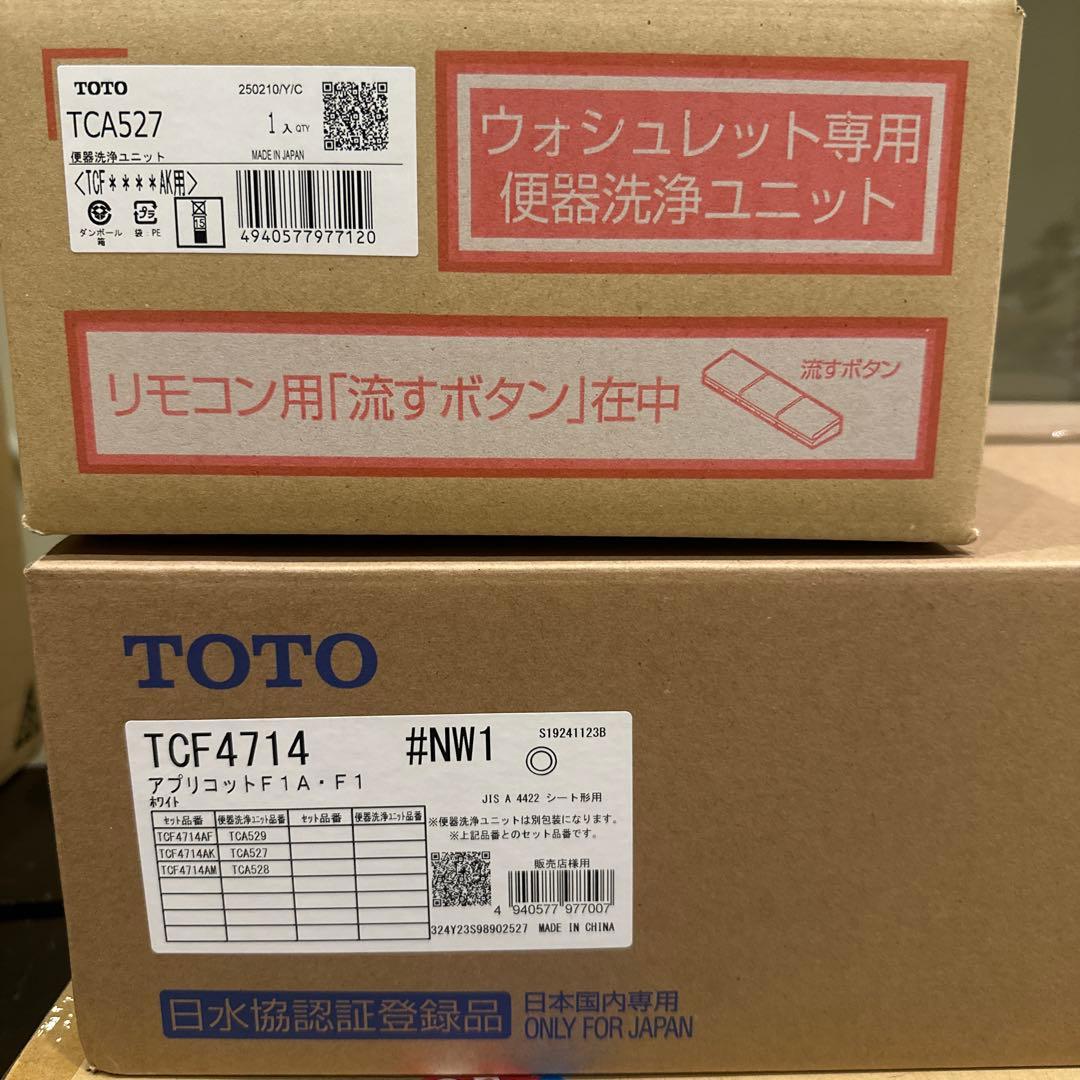 TOTO
250210/Y/C
TCA527
1入 QTY
便器洗浄ユニット
MADE IN JAPAN
<TCF****AK用>
プラ
15
ダンボール
箱
袋:PE
4940577977120
ウォシュレット専用
便器洗浄ユニット
リモコン用「流すボタン」在中
流すボタン
TOTO
TCF4714
#NW1
S19241123B
アプリコットF1A・F1
ホワイト
JIS A 4422 シート形用
セット品番 便器洗浄ユニット品番 セット品番 便器洗浄ユニット品番
TCF4714AF TCA529
TCF4714AK TCA527
TCF4714AM TCA528
※便器洗浄ユニットは別包装になります。
※上記品番とのセット品番です。
販売店様用
4 940577 977007
324Y23S98902527 MADE IN CHINA
日水協認証登録品
日本国内専用
ONLY FOR JAPAN